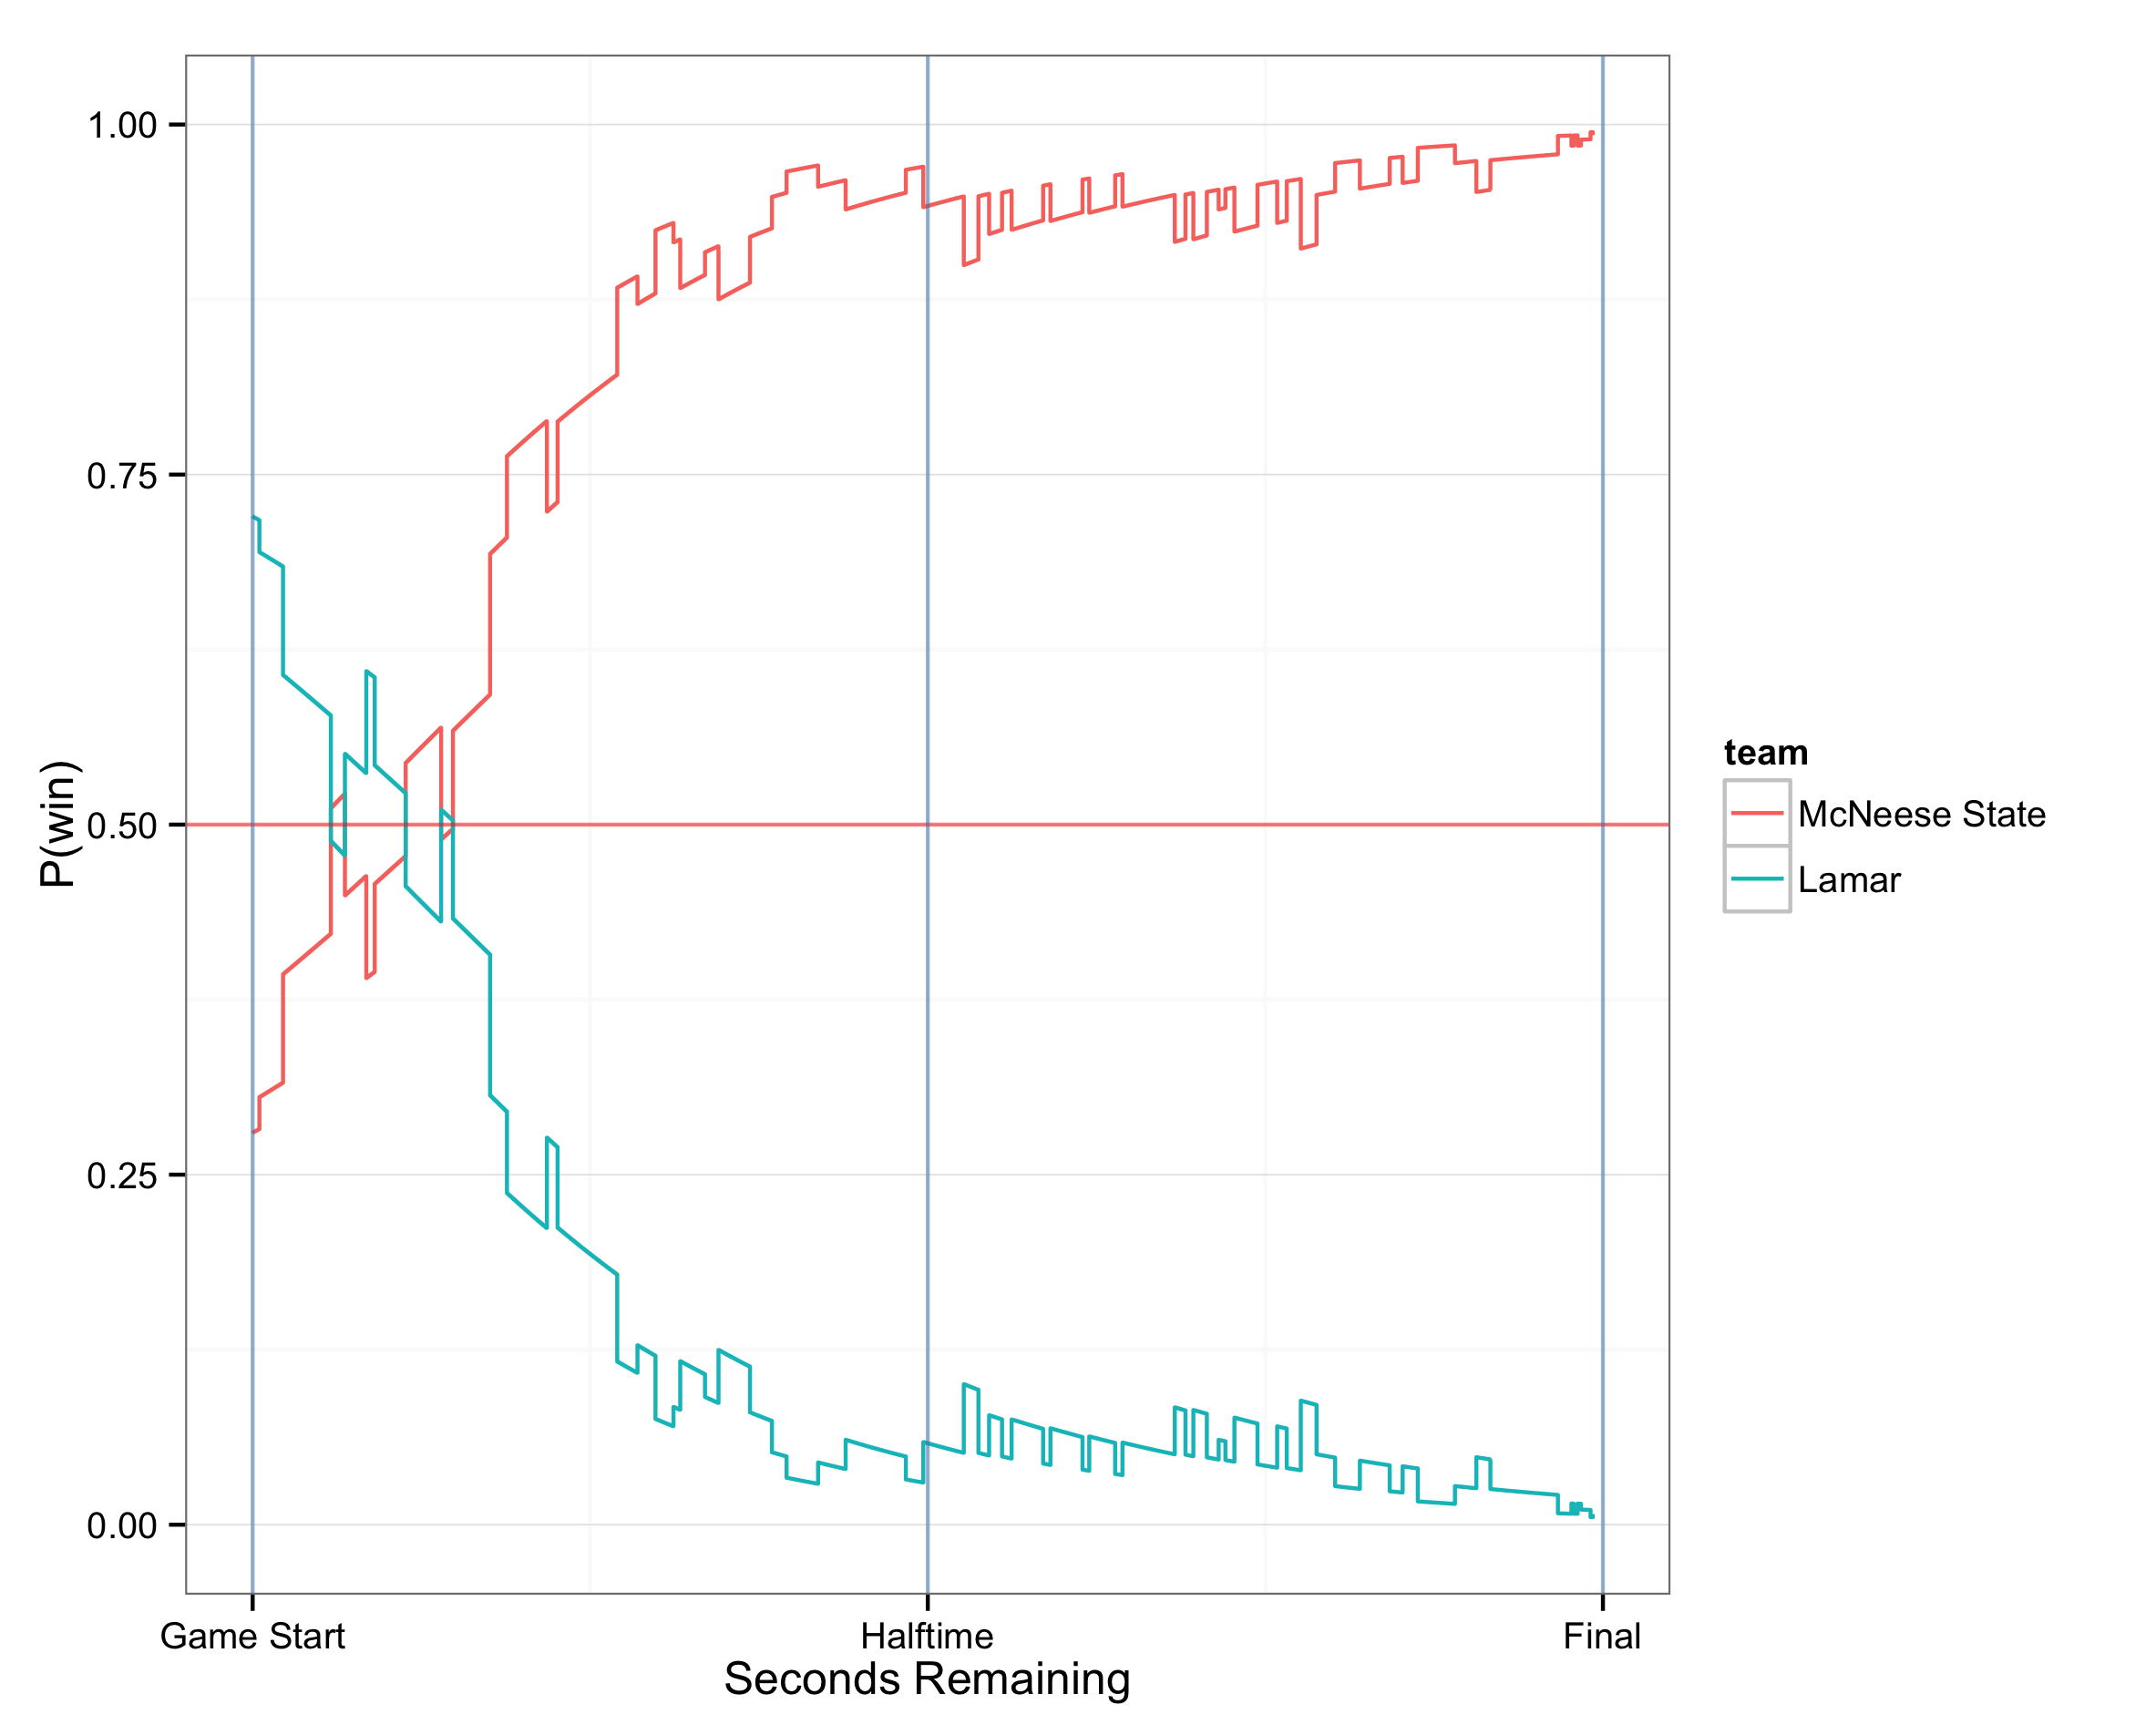 1.00
0.75
0.50
0.25
0.00
P(win)
Game Start
Halftime
Final
Seconds Remaining
team
McNeese State
Lamar